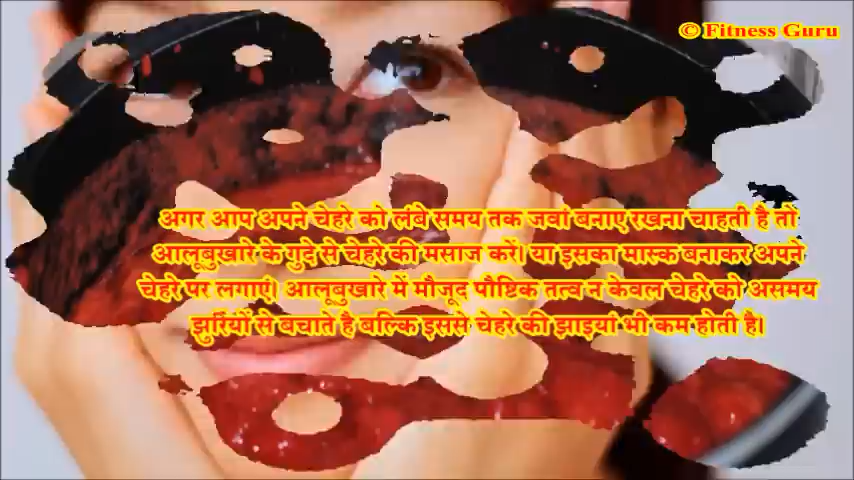 © Fitness Guru
अगर आप अपने चेहरे को लंबे समय तक जवां बनाए रखना चाहती है तो
आलूबुखारे के गुदे से चेहरे की मसाज करें। या इसका मास्क बनाकर अपने
चेहरे पर लगाएं। आलूबुखारे में मौजूद पौष्टिक तत्व न केवल चेहरे को असमय
झुर्रियों से बचाते है बल्कि इससे चेहरे की झाइयां भी कम होती है।